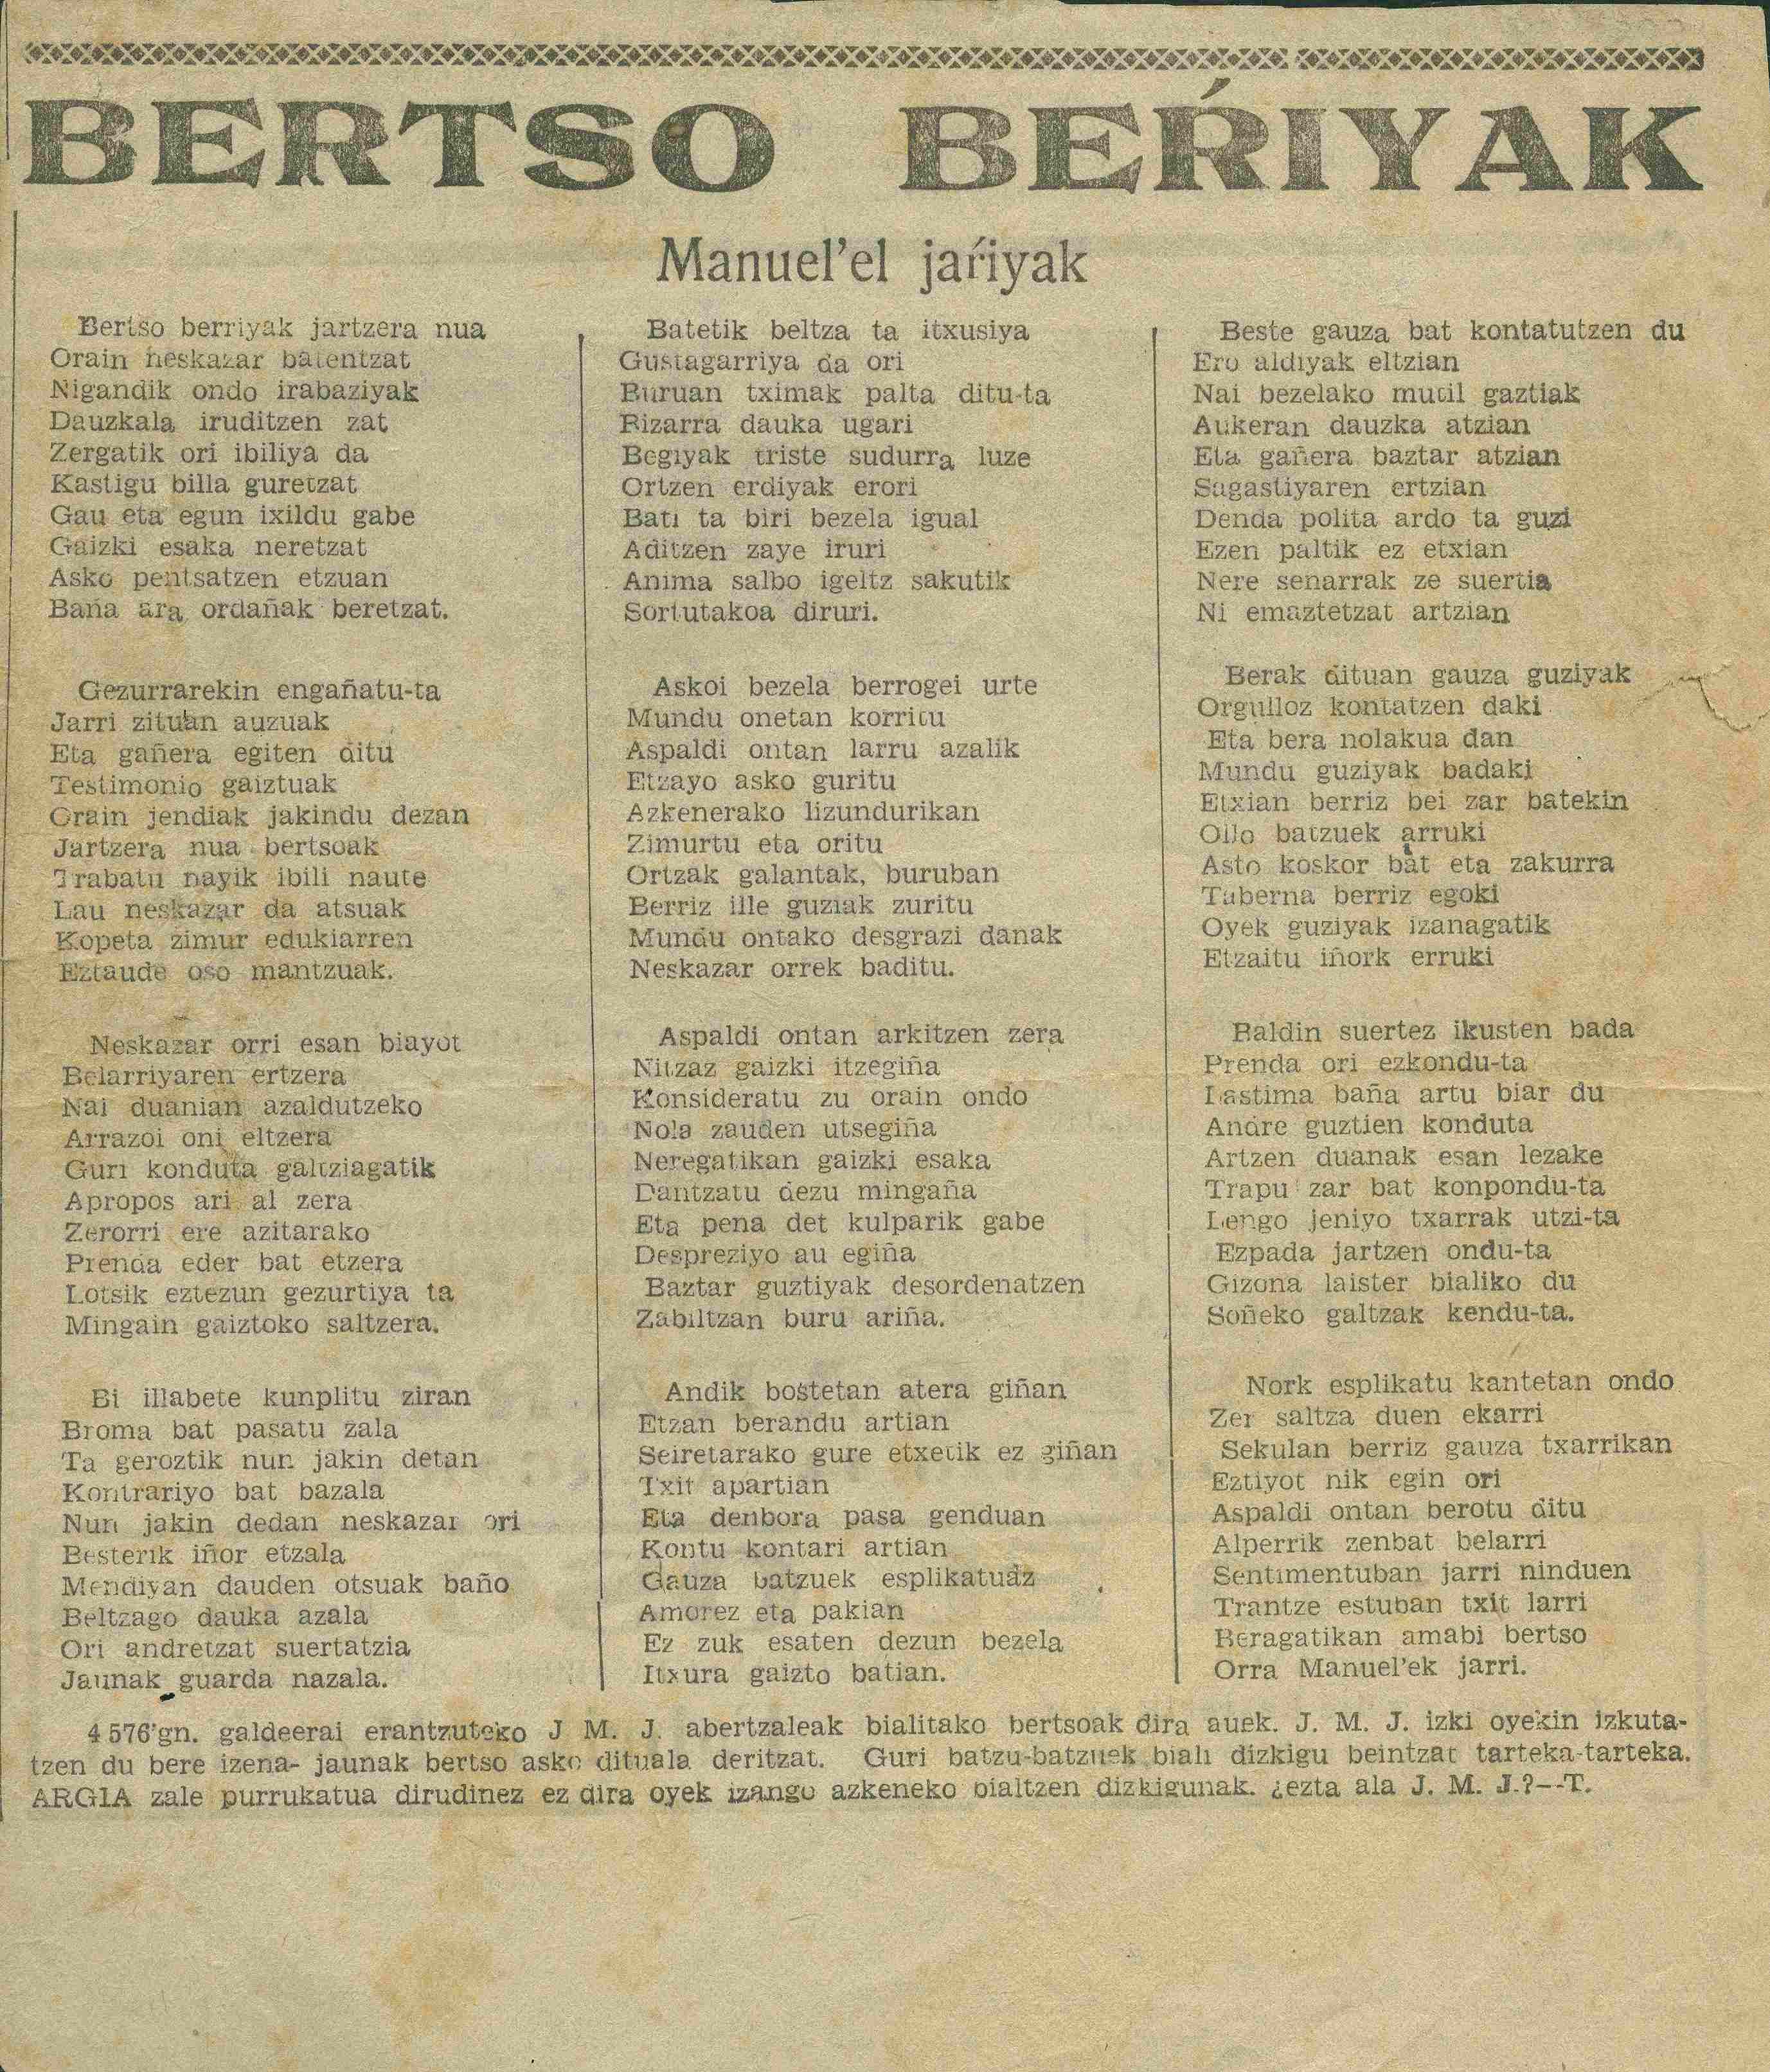 BERTSO BEŔIYAK
Manuel'el jaŕiyak
Bertso berriyak jartzera nua
Orain neskazar batentzat
Nigandik ondo irabaziyak
Dauzkala iruditzen zat
Zergatik ori ibiliya da
Kastigu billa guretzat
Gau eta egun ixildu gabe
Gaizki esaka neretzat
Asko pentsatzen etzuan
Baña ara ordañak beretzat.
Gezurrarekin engañatu-ta
Jarri zituan auzuak
Eta gañera egiten ditu
Testimonio gaiztuak
Orain jendiak jakindu dezan
Jartzera nua bertsoak
Trabatu nayik ibili naute
Lau neskazar da atsuak
Kopeta zimur edukiarren
Eztaude oso mantzuak.
Neskazar orri esan biayot
Belarriyaren ertzera
Nai duanian azaldutzeko
Arrazoi oni eltzera
Guri konduta galtziagatik
Apropos ari al zera
Zerorri ere azitarako
Prenda eder bat etzera
Lotsik eztezun gezurtiya ta
Mingain gaiztoko saltzera.
Bi illabete kunplitu ziran
Broma bat pasatu zala
Ta geroztik nun jakin detan
Kontrariyo bat bazala
Nun jakin dedan neskazar ori
Besterik iñor etzala
Mendiyan dauden otsuak baño
Beltzago dauka azala
Ori andretzat suertatzia
Jaunak guarda nazala.
Batetik beltza ta itxusiya
Gustagarriya da ori
Buruan tximak palta ditu-ta
Bizarra dauka ugari
Begiyak triste sudurra luze
Ortzen erdiyak erori
Bati ta biri bezela igual
Aditzen zaye iruri
Anima salbo igeltz sakutik
Sortutakoa diruri.
Askoi bezela berrogei urte
Mundu onetan korritu
Aspaldi ontan larru azalik
Etzayo asko guritu
Azkenerako lizundurikan
Zimurtu eta oritu
Ortzak galantak, buruban
Berriz ille guziak zuritu
Mundu ontako desgrazi danak
Neskazar orrek baditu.
Aspaldi ontan arkitzen zera
Nitzaz gaizki itzegiña
Konsideratu zu orain ondo
Nola zauden utsegiña
Neregatikan gaizki esaka
Dantzatu dezu mingaña
Eta pena det kulparik gabe
Despreziyo au egiña
Baztar guztiyak desordenatzen
Zabiltzan buru ariña.
Andik bostetan atera giñan
Etzan berandu artian
Seiretarako gure etxetik ez giñan
Txit apartian
Eta denbora pasa genduan
Kontu kontari artian
Gauza batzuek esplikatuaz
Amorez eta pakian
Ez zuk esaten dezun bezela
Itxura gaizto batian.
Beste gauza bat kontatutzen du
Ero aldiyak eltzian
Nai bezelako mutil gaztiak
Aukeran dauzka atzian
Eta gañera baztar atzian
Sagastiyaren ertzian
Denda polita ardo ta guzi
Ezen paltik ez etxian
Nere senarrak ze suertia
Ni emaztetzat artzian
Berak dituan gauza guziyak
Orgulloz kontatzen daki
Eta bera nolakua dan
Mundu guziyak badaki
Etxian berriz bei zar batekin
Ollo batzuek arruki
Asto koskor bat eta zakurra
Taberna berriz egoki
Oyek guziyak izanagatik
Etzaitu iñork erruki
Baldin suertez ikusten bada
Prenda ori ezkondu-ta
Lastima baña artu biar du
Andre guztien konduta
Artzen duanak esan lezake
Trapu zar bat konpondu-ta
Lengo jeniyo txarrak utzi-ta
Ezpada jartzen ondu-ta
Gizona laister bialiko du
Soñeko galtzak kendu-ta.
Nork esplikatu kantetan ondo
Zer saltza duen ekarri
Sekulan berriz gauza txarrikan
Eztiyot nik egin ori
Aspaldi ontan berotu ditu
Alperrik zenbat belarri
Sentimentuban jarri ninduen
Trantze estuban txit larri
Beragatikan amabi bertso
Orra Manuel'ek jarri.
4576'gn. galdeerai erantzuteko J M. J. abertzaleak bialitako bertsoak dira auek. J. M. J. izki oyekin izkuta-
tzen du bere izena- jaunak bertso asko dituala deritzat. Guri batzu-batzuek biali dizkigu beintzat tarteka-tarteka.
ARGIA zale purrukatua dirudinez ez dira oyek izango azkeneko bialtzen dizkigunak. ¿ezta ala J. M. J.?--T.